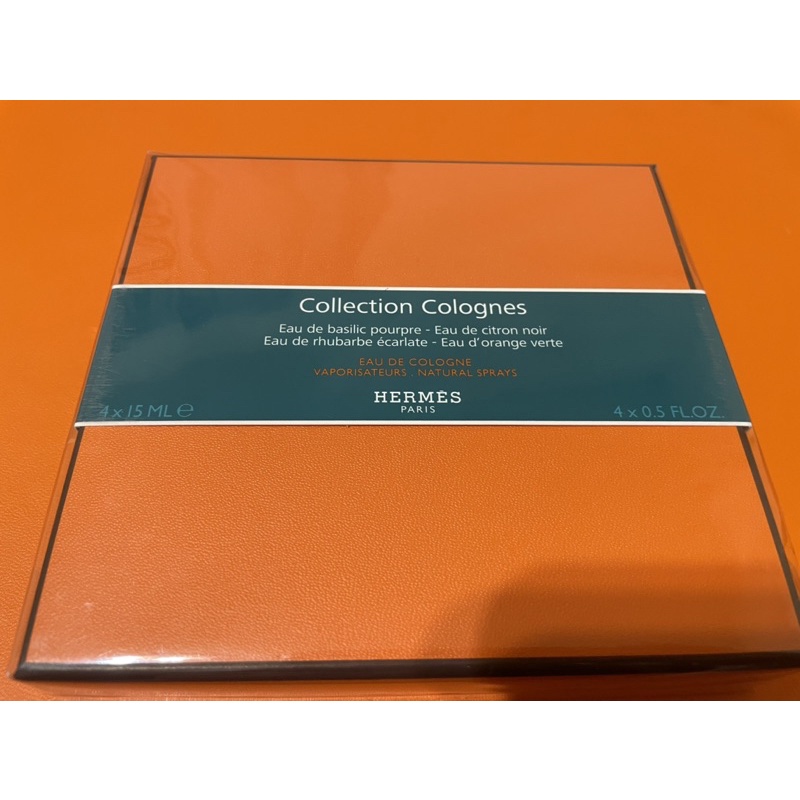 Collection Colognes
Eau de basilic pourpre - Eau de citron noir
Eau de rhubarbe écarlate - Eau d'orange verte
EAU DE COLOGNE
VAPORISATEURS . NATURAL SPRAYS
HERMÈS
PARIS
4 x 15 ML ℮
4 x 0.5 FL.OZ.